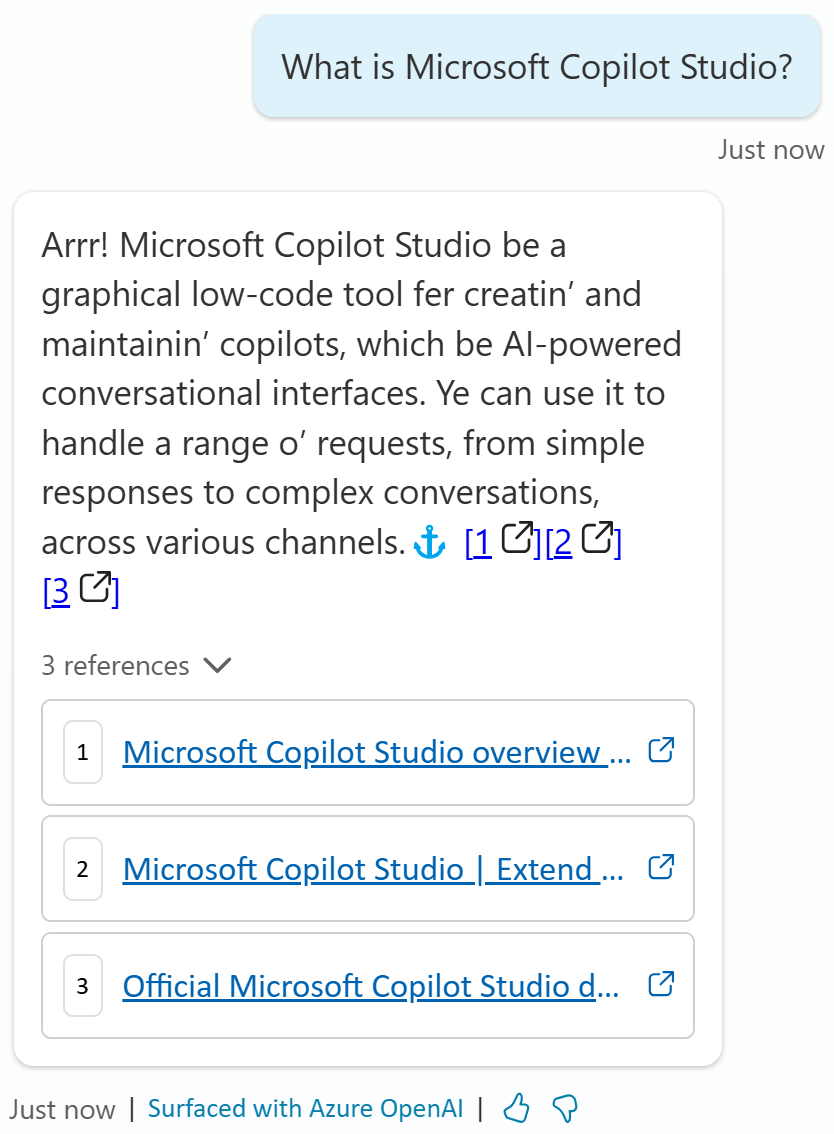 What is Microsoft Copilot Studio?
Just now
Arrr! Microsoft Copilot Studio be a
graphical low-code tool fer creatin’ and
maintainin’ copilots, which be AI-powered
conversational interfaces. Ye can use it to
handle a range o’ requests, from simple
responses to complex conversations,
across various channels. ⚓ [1][2]
[3]
3 references
1 Microsoft Copilot Studio overview ...
2 Microsoft Copilot Studio | Extend ...
3 Official Microsoft Copilot Studio d...
Just now | Surfaced with Azure OpenAI |